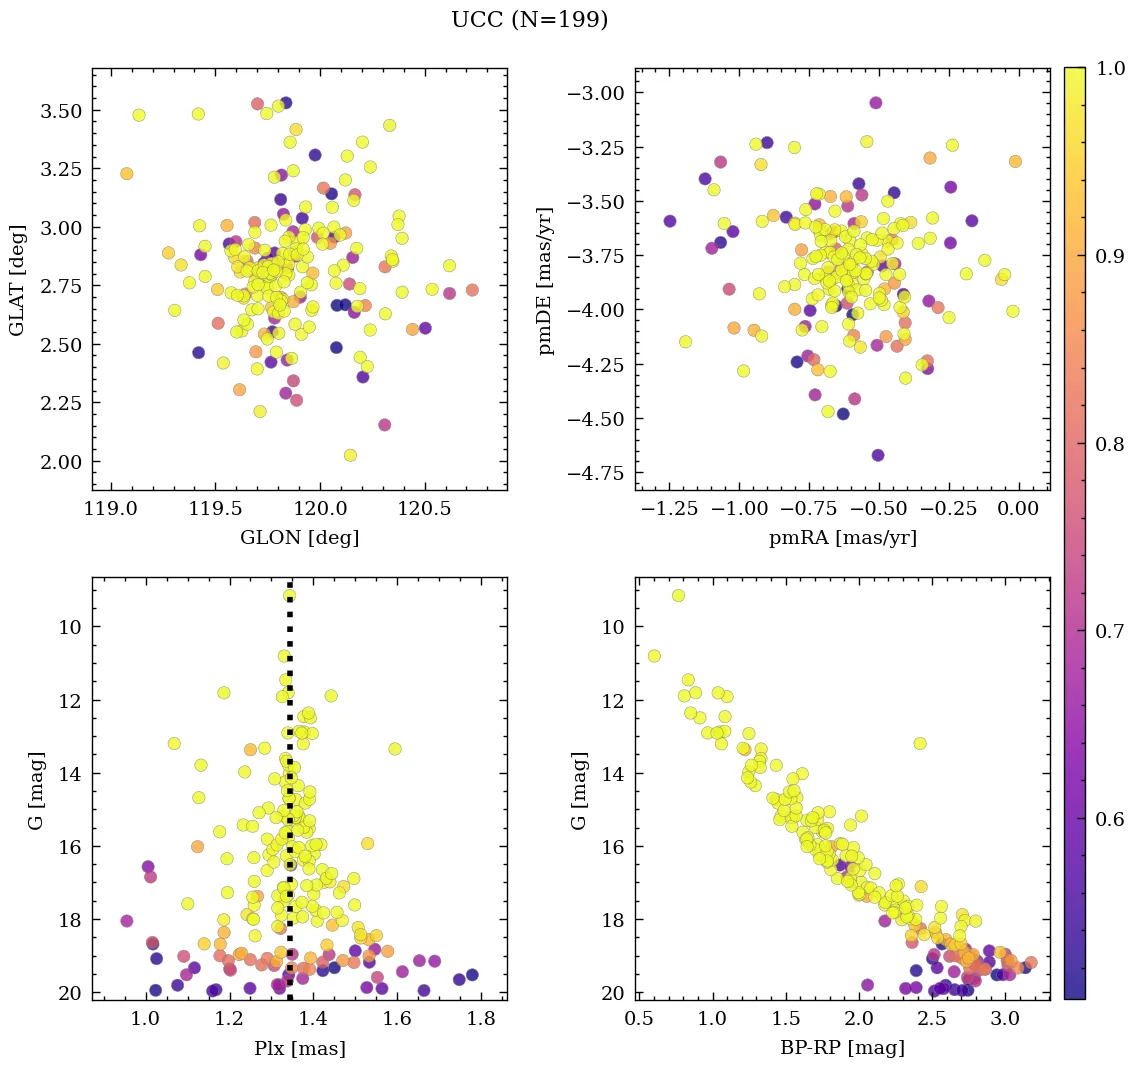 UCC (N=199)
3.50
3.25
3.00
2.75
2.50
2.25
2.00
GLAT [deg]
119.0 119.5 120.0 120.5
GLON [deg]
−3.00
−3.25
−3.50
−3.75
−4.00
−4.25
−4.50
−4.75
pmDE [mas/yr]
−1.25 −1.00 −0.75 −0.50 −0.25 0.00
pmRA [mas/yr]
1.0
0.9
0.8
0.7
0.6
10
12
14
16
18
20
G [mag]
1.0 1.2 1.4 1.6 1.8
Plx [mas]
10
12
14
16
18
20
G [mag]
0.5 1.0 1.5 2.0 2.5 3.0
BP-RP [mag]